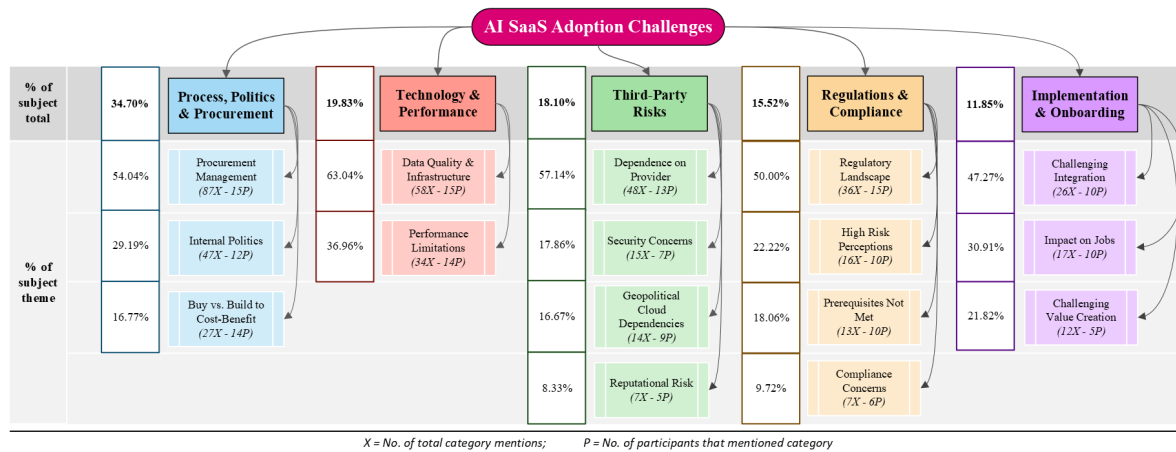 AI SaaS Adoption Challenges
% of
subject
total
34.70%
Process, Politics
& Procurement
19.83%
Technology &
Performance
18.10%
Third-Party
Risks
15.52%
Regulations &
Compliance
11.85%
Implementation
& Onboarding
% of
subject
theme
54.04%
Procurement
Management
(87X - 15P)
63.04%
Data Quality &
Infrastructure
(58X - 15P)
57.14%
Dependence on
Provider
(48X - 13P)
50.00%
Regulatory
Landscape
(36X - 15P)
47.27%
Challenging
Integration
(26X - 10P)
29.19%
Internal Politics
(47X - 12P)
36.96%
Performance
Limitations
(34X - 14P)
17.86%
Security Concerns
(15X - 7P)
22.22%
High Risk
Perceptions
(16X - 10P)
30.91%
Impact on Jobs
(17X - 10P)
16.77%
Buy vs. Build to
Cost-Benefit
(27X - 14P)
16.67%
Geopolitical
Cloud
Dependencies
(14X - 9P)
18.06%
Prerequisites Not
Met
(13X - 10P)
21.82%
Challenging
Value Creation
(12X - 5P)
8.33%
Reputational Risk
(7X - 5P)
9.72%
Compliance
Concerns
(7X - 6P)
X = No. of total category mentions; P = No. of participants that mentioned category